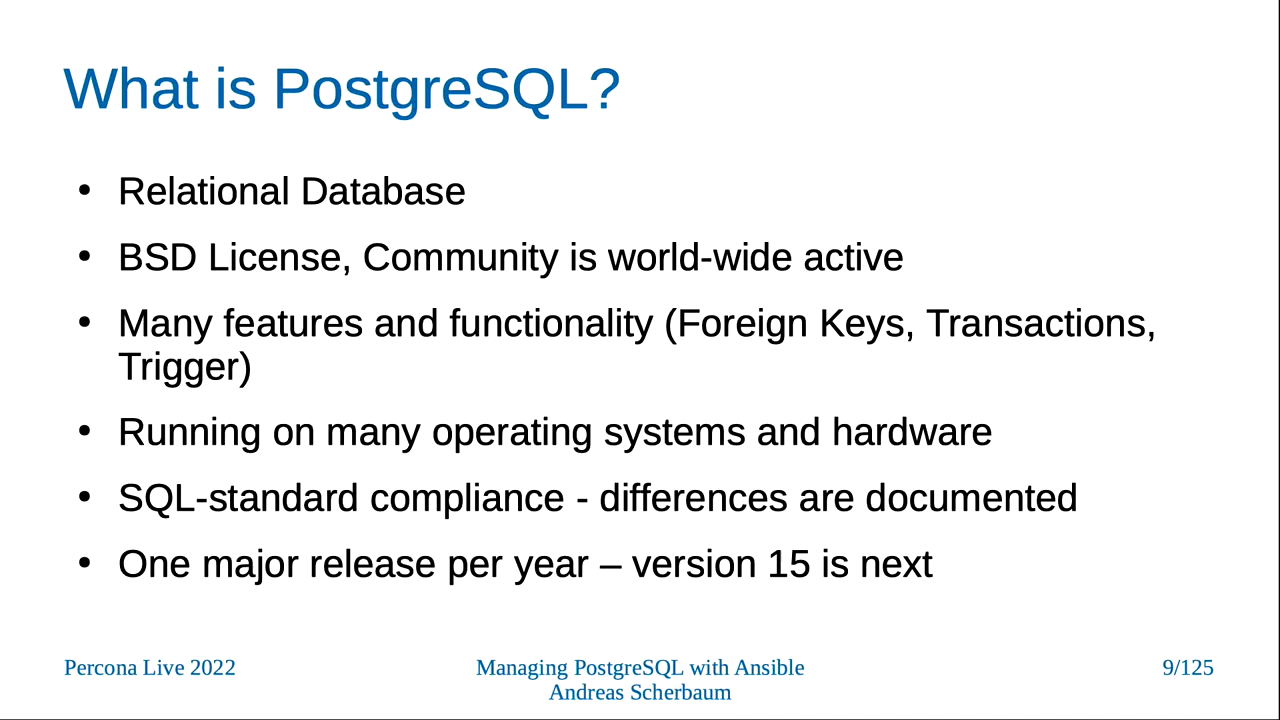 What is PostgreSQL?
• Relational Database
• BSD License, Community is world-wide active
• Many features and functionality (Foreign Keys, Transactions,
Trigger)
• Running on many operating systems and hardware
• SQL-standard compliance - differences are documented
• One major release per year – version 15 is next
Percona Live 2022
Managing PostgreSQL with Ansible
Andreas Scherbaum
9/125